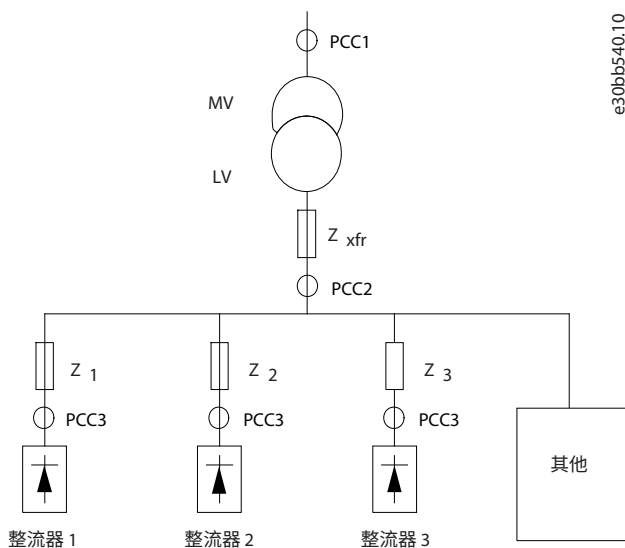 e30bb540.10
PCC1
MV
LV
Z xfr
PCC2
Z 1
Z 2
Z 3
PCC3
PCC3
PCC3
其他
整流器 1
整流器 2
整流器 3